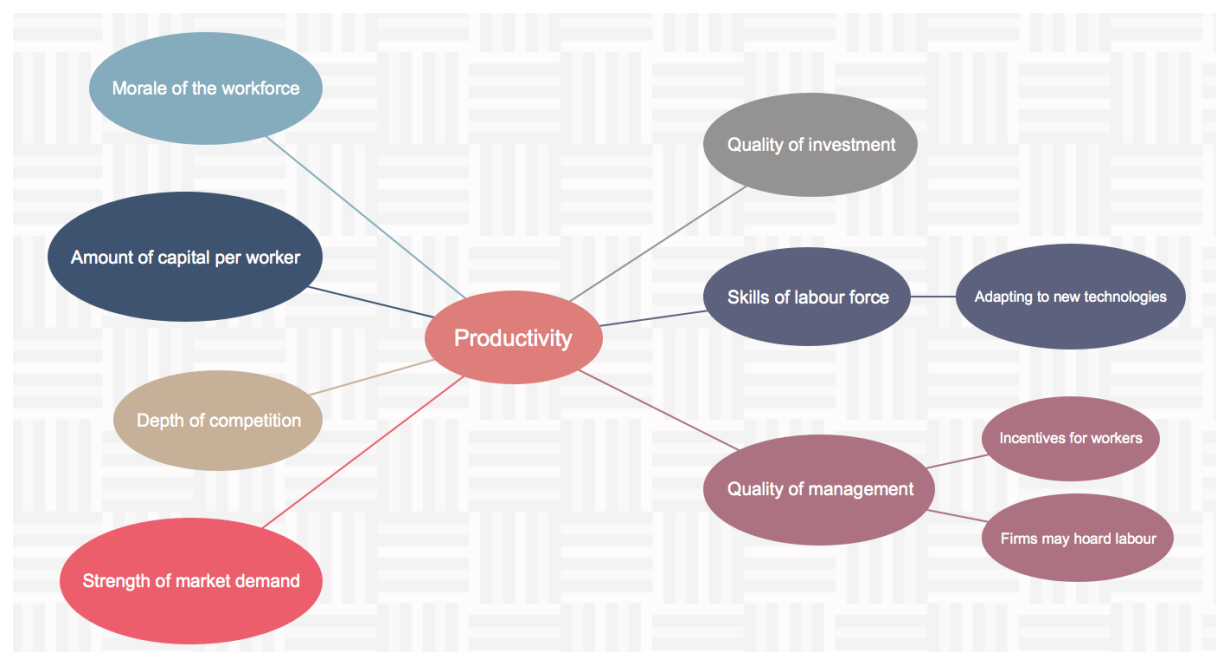 Morale of the workforce
Amount of capital per worker
Depth of competition
Strength of market demand
Productivity
Quality of investment
Skills of labour force
Adapting to new technologies
Quality of management
Incentives for workers
Firms may hoard labour